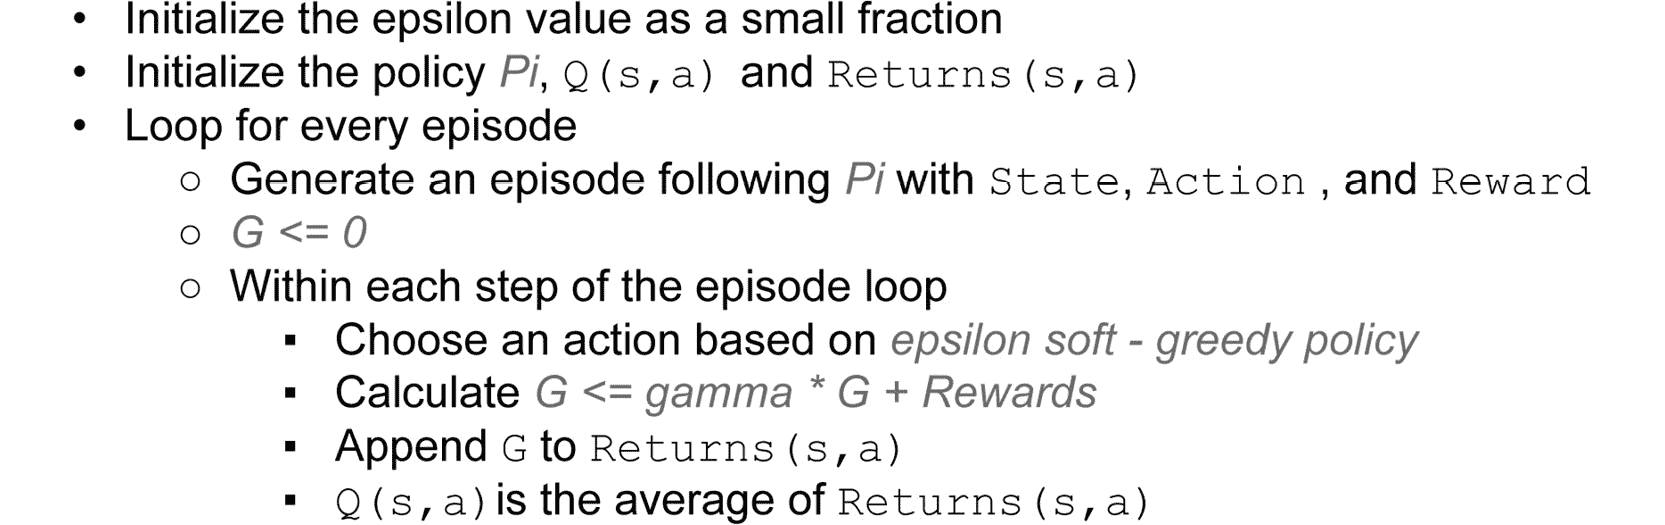 • Initialize the epsilon value as a small fraction
• Initialize the policy Pi, Q(s,a) and Returns(s,a)
• Loop for every episode
○ Generate an episode following Pi with State, Action , and Reward
○ G <= 0
○ Within each step of the episode loop
▪ Choose an action based on epsilon soft - greedy policy
▪ Calculate G <= gamma * G + Rewards
▪ Append G to Returns(s,a)
▪ Q(s,a) is the average of Returns(s,a)